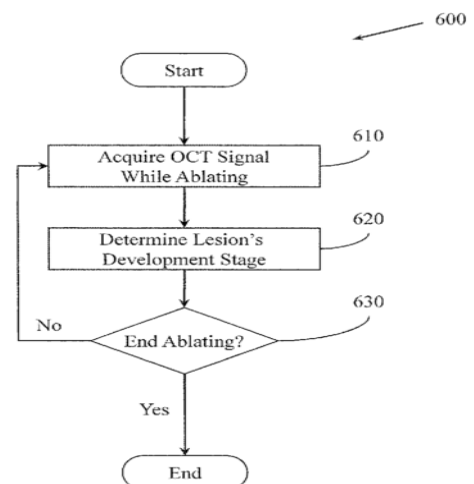 600
Start
610
Acquire OCT Signal
While Ablating
620
Determine Lesion’s
Development Stage
630
No
End Ablating?
Yes
End